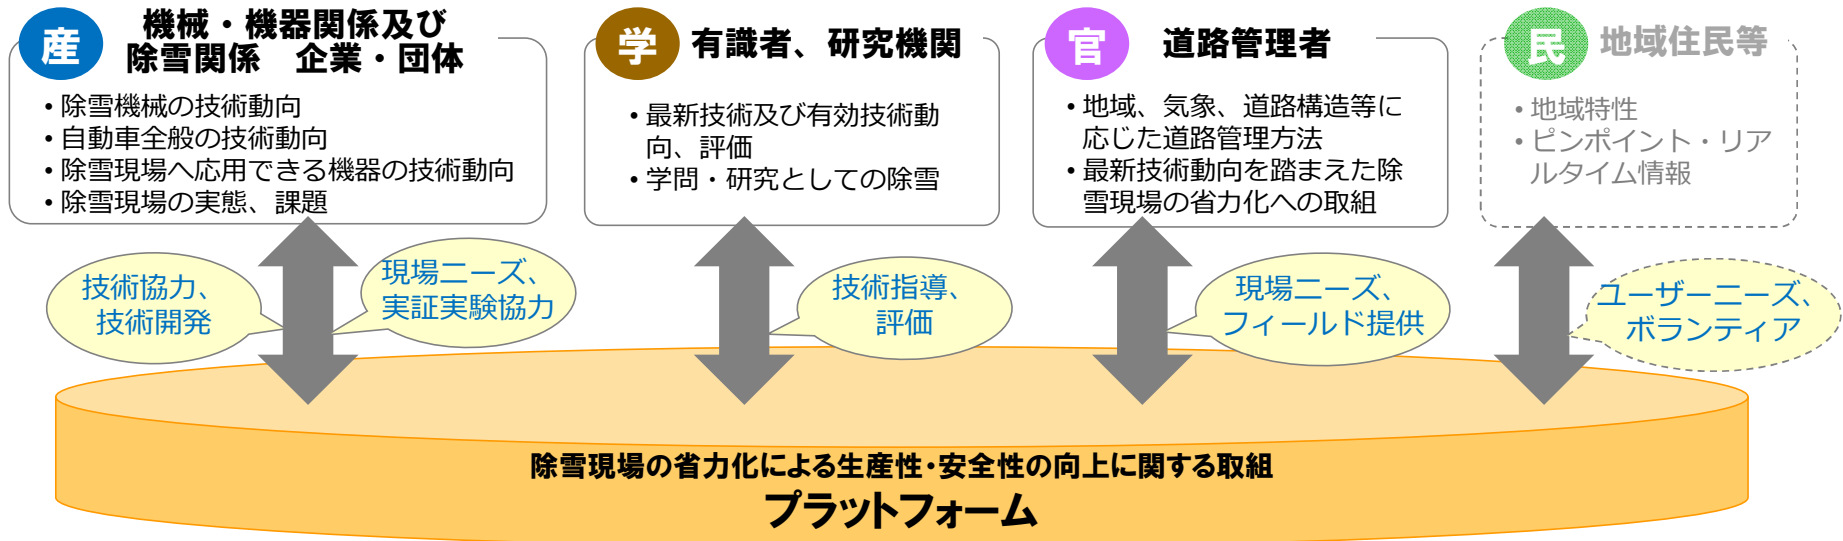 産
機械・機器関係及び
除雪関係　企業・団体
• 除雪機械の技術動向
• 自動車全般の技術動向
• 除雪現場へ応用できる機器の技術動向
• 除雪現場の実態、課題
学
有識者、研究機関
• 最新技術及び有効技術動
向、評価
• 学問・研究としての除雪
官
道路管理者
• 地域、気象、道路構造等に
応じた道路管理方法
• 最新技術動向を踏まえた除
雪現場の省力化への取組
民
地域住民等
• 地域特性
• ピンポイント・リア
ルタイム情報
技術協力、
技術開発
現場ニーズ、
実証実験協力
技術指導、
評価
現場ニーズ、
フィールド提供
ユーザーニーズ、
ボランティア
除雪現場の省力化による生産性・安全性の向上に関する取組
プラットフォーム